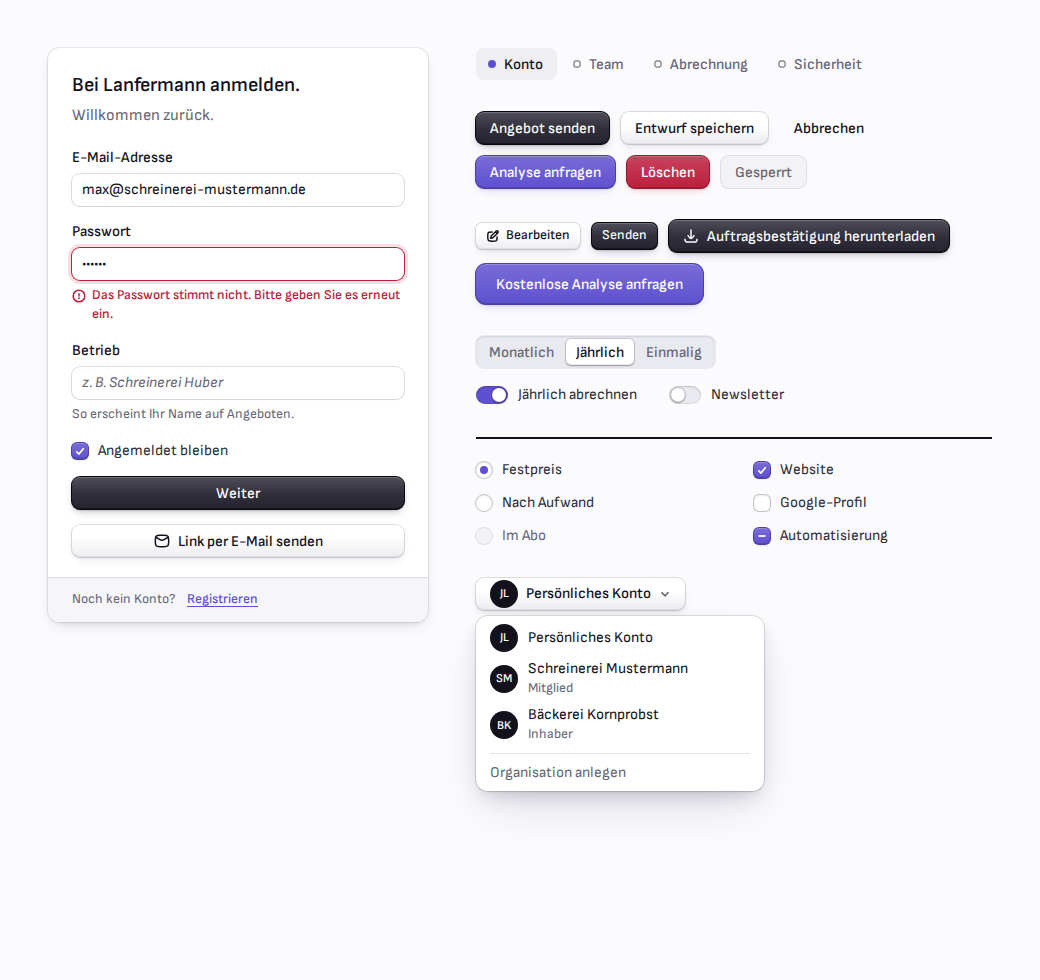 Bei Lanfermann anmelden.
Willkommen zurück.
E-Mail-Adresse
max@schreinerei-mustermann.de
Passwort
••••••
Das Passwort stimmt nicht. Bitte geben Sie es erneut
ein.
Betrieb
z. B. Schreinerei Huber
So erscheint Ihr Name auf Angeboten.
Angemeldet bleiben
Weiter
Link per E-Mail senden
Noch kein Konto? Registrieren
Konto Team Abrechnung Sicherheit
Angebot senden Entwurf speichern Abbrechen
Analyse anfragen Löschen Gesperrt
Bearbeiten Senden Auftragsbestätigung herunterladen
Kostenlose Analyse anfragen
Monatlich Jährlich Einmalig
Jährlich abrechnen Newsletter
Festpreis Website
Nach Aufwand Google-Profil
Im Abo Automatisierung
JL Persönliches Konto
JL Persönliches Konto
SM Schreinerei Mustermann
Mitglied
BK Bäckerei Kornprobst
Inhaber
Organisation anlegen